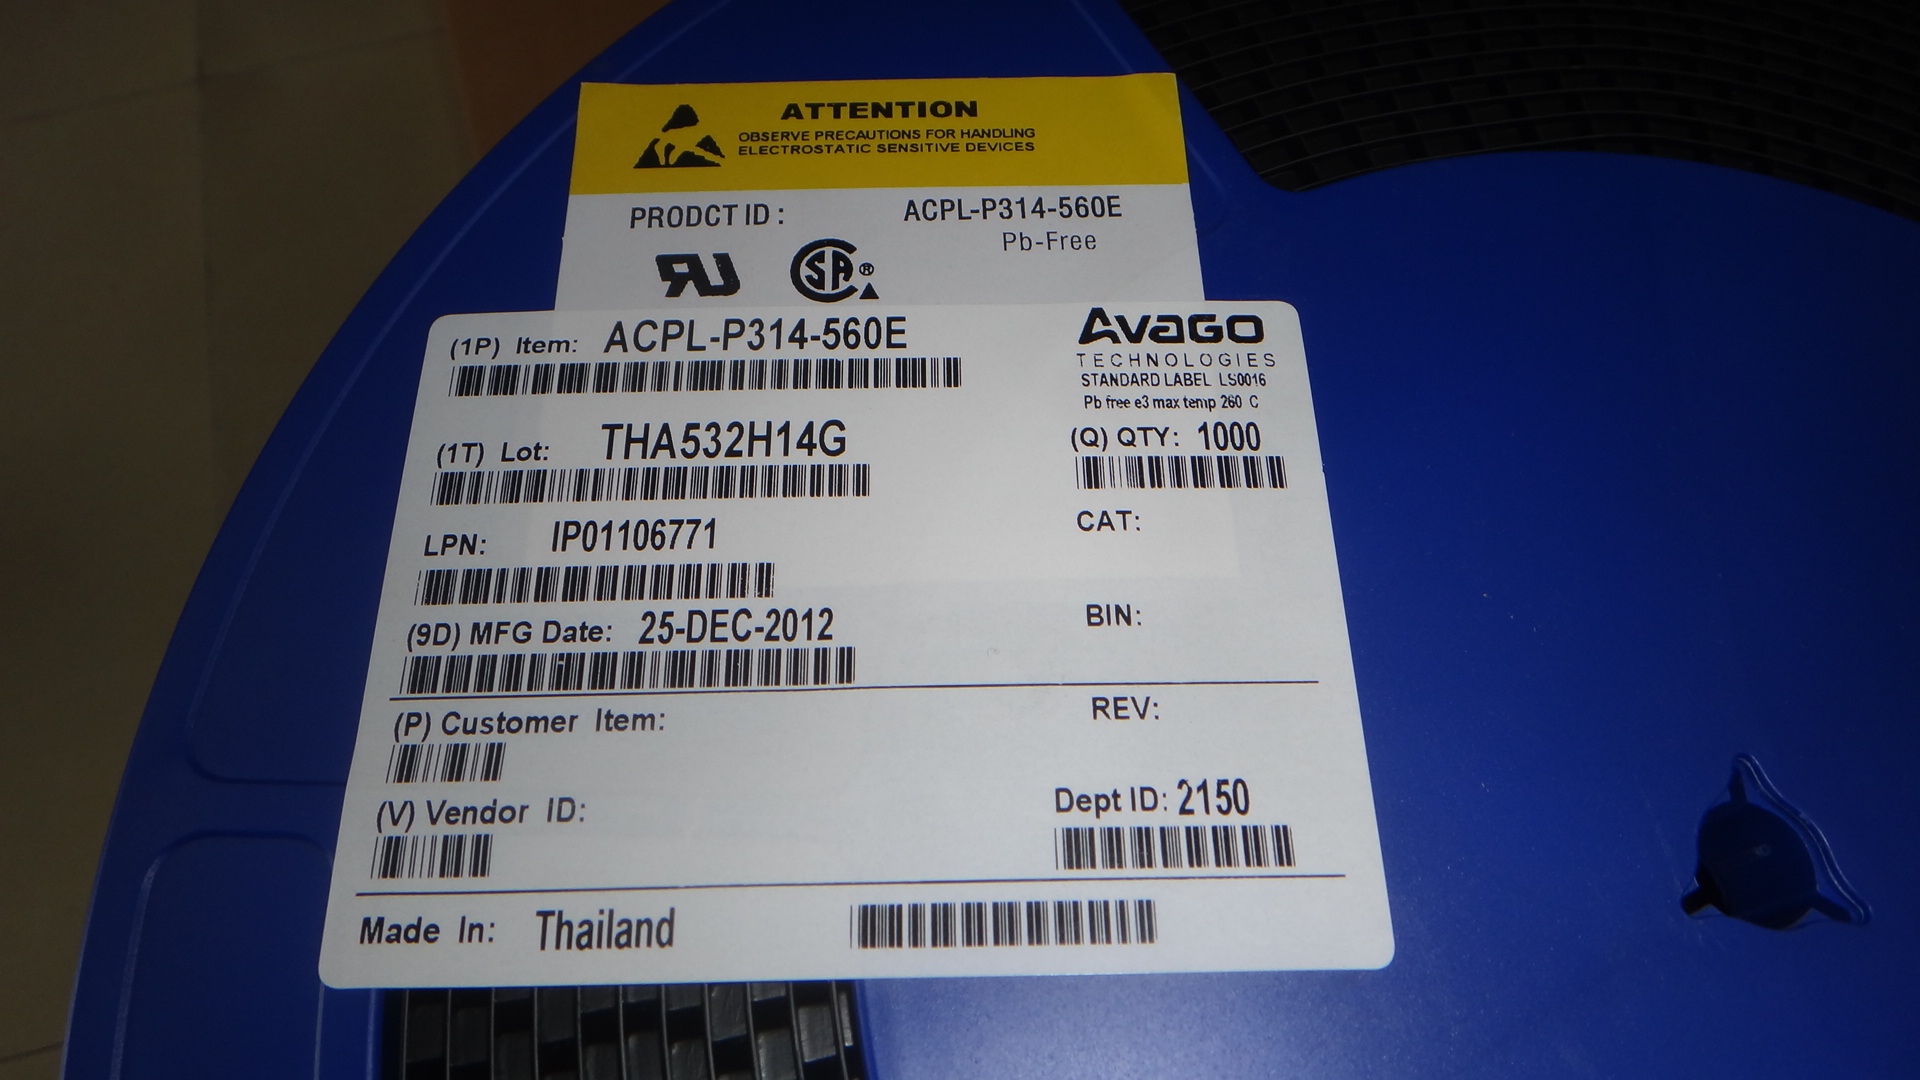 ATTENTION
OBSERVE PRECAUTIONS FOR HANDLING
ELECTROSTATIC SENSITIVE DEVICES
PRODCT ID : ACPL-P314-560E
Pb-Free
RU SA ®
(1P) Item: ACPL-P314-560E
AVAGO
TECHNOLOGIES
STANDARD LABEL LS0016
Pb free e3 max temp 260 C
(1T) Lot: THA532H14G
(Q) QTY: 1000
LPN: IP01106771
CAT:
(9D) MFG Date: 25-DEC-2012
BIN:
(P) Customer Item:
REV:
(V) Vendor ID:
Dept ID: 2150
Made In: Thailand